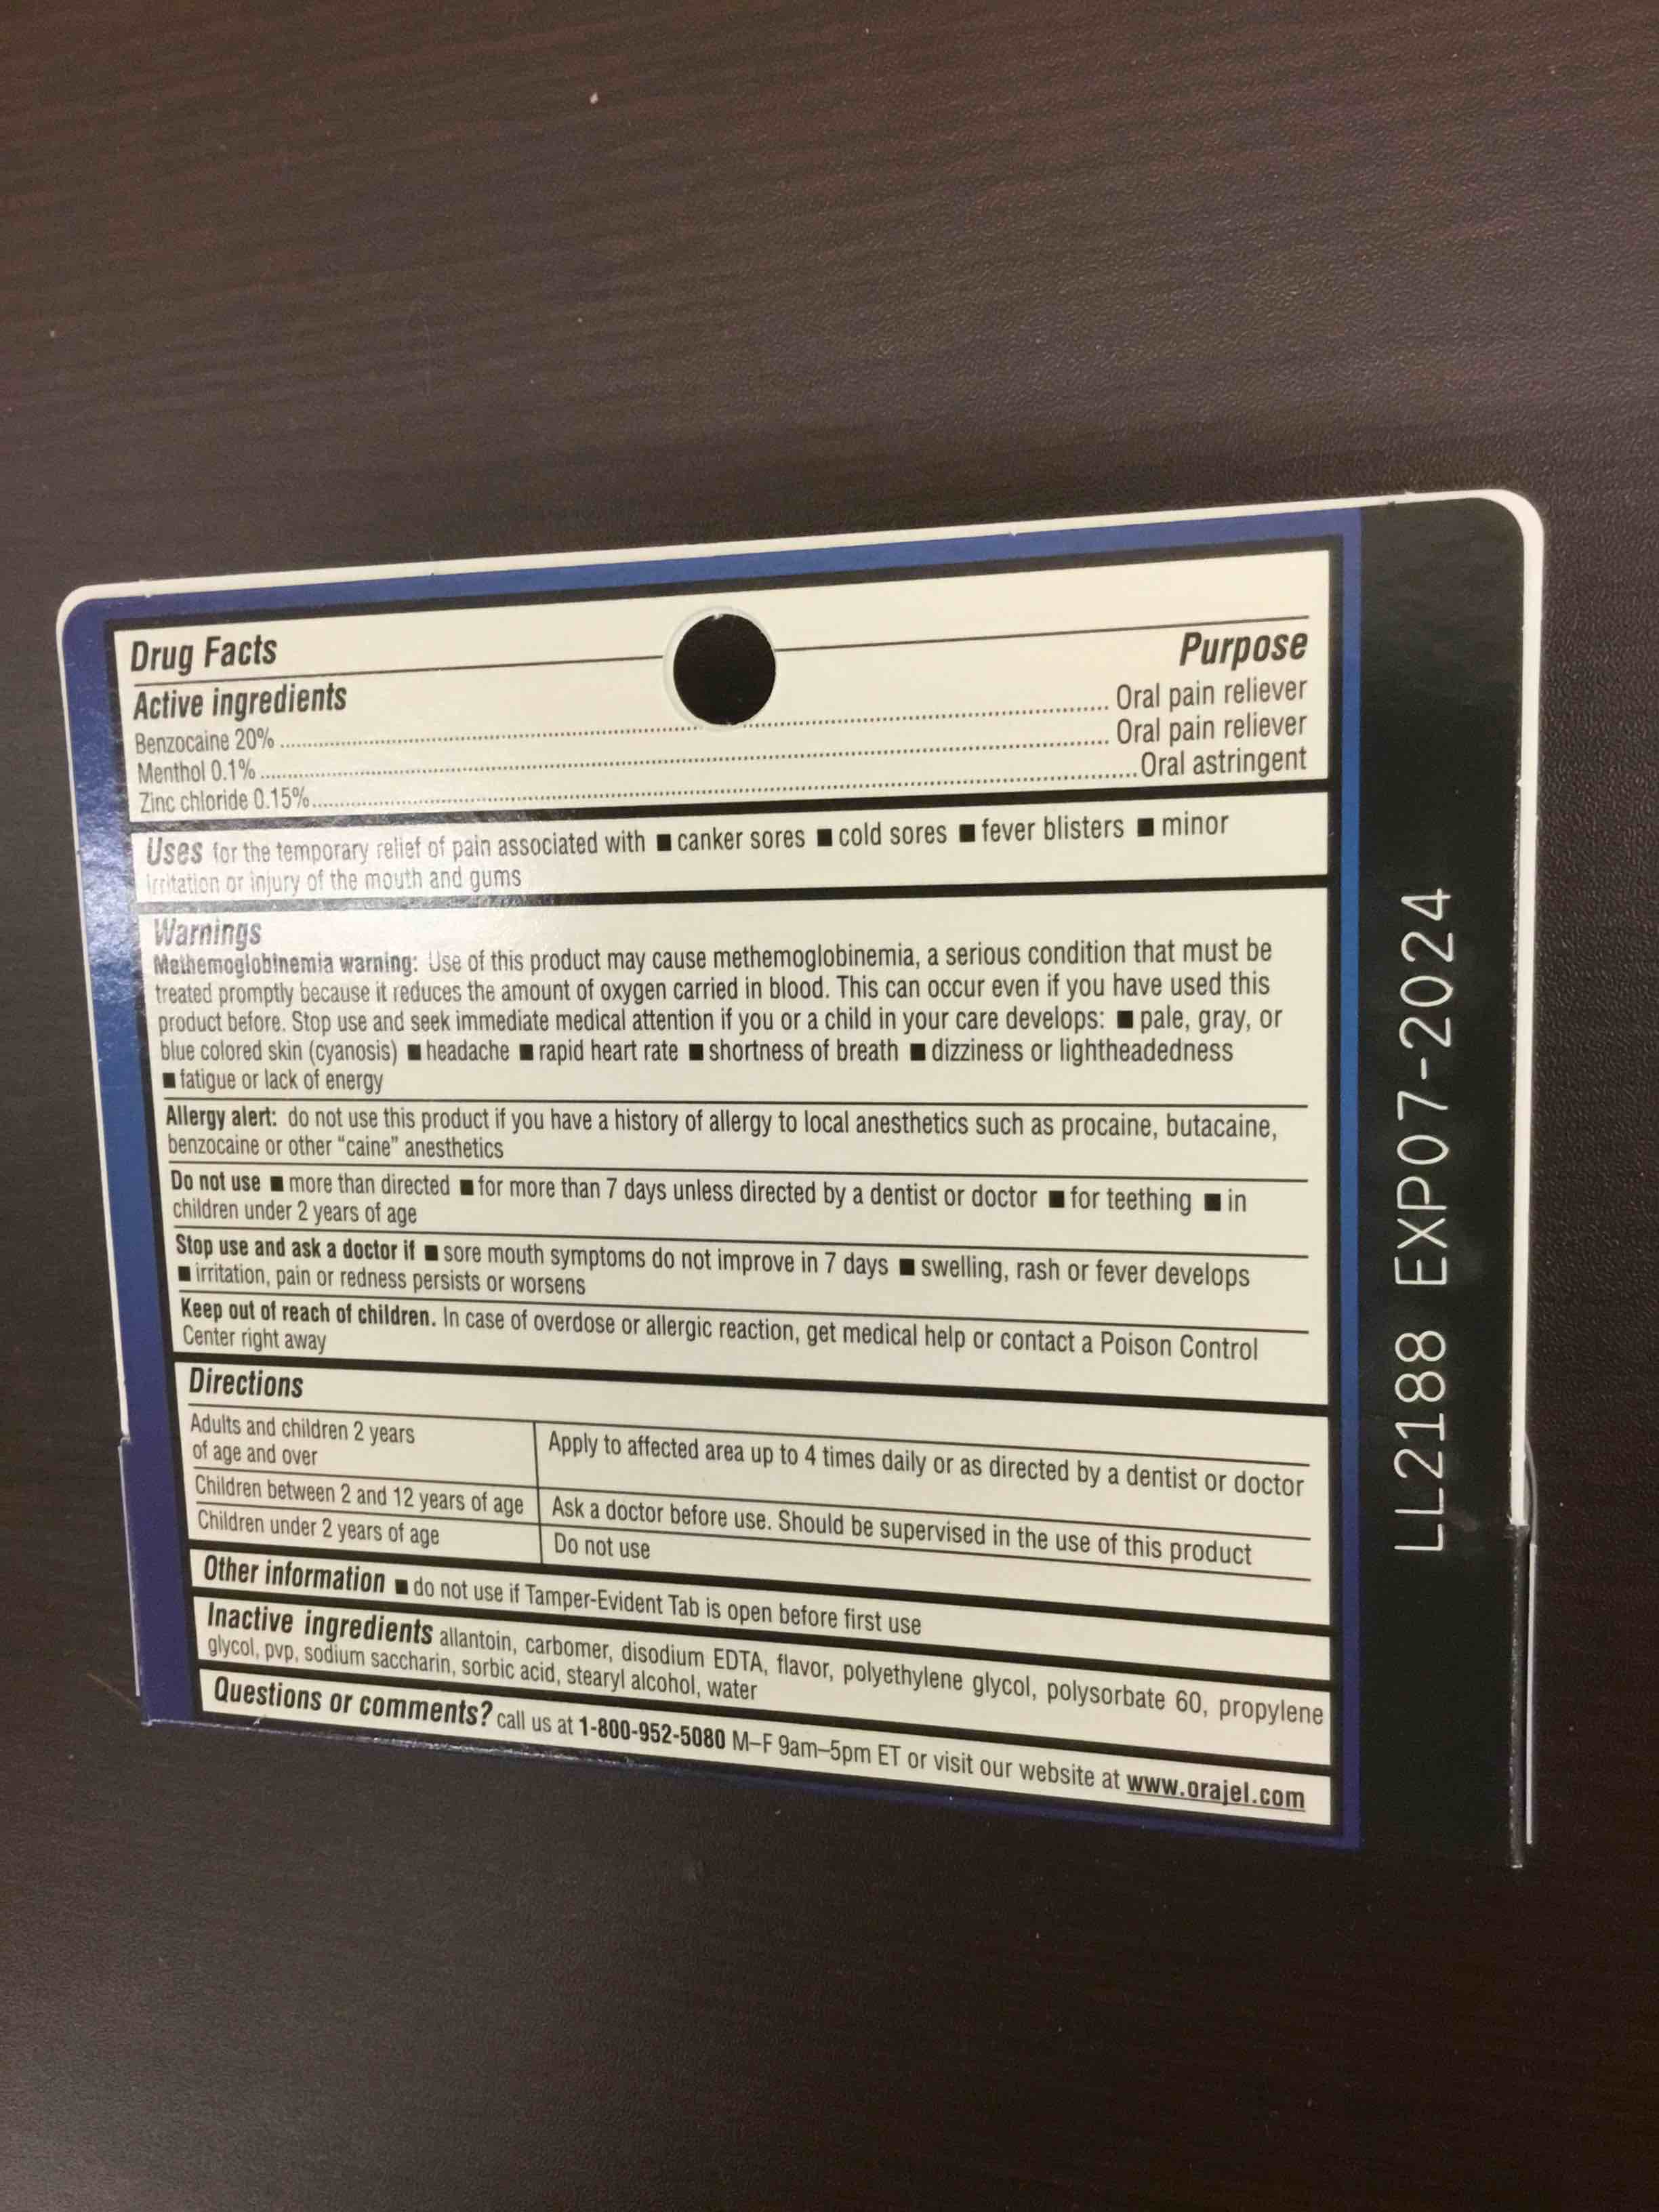 Drug Facts
Active ingredients Purpose
Benzocaine 20% ........ Oral pain reliever
Menthol 0.1% ........ Oral pain reliever
Zinc chloride 0.15% ........ Oral astringent
Uses for the temporary relief of pain associated with ■ canker sores ■ cold sores ■ fever blisters ■ minor
irritation or injury of the mouth and gums
Warnings
Methemoglobinemia warning: Use of this product may cause methemoglobinemia, a serious condition that must be
treated promptly because it reduces the amount of oxygen carried in blood. This can occur even if you have used this
product before. Stop use and seek immediate medical attention if you or a child in your care develops: ■ pale, gray, or
blue colored skin (cyanosis) ■ headache ■ rapid heart rate ■ shortness of breath ■ dizziness or lightheadedness
■ fatigue or lack of energy
Allergy alert: do not use this product if you have a history of allergy to local anesthetics such as procaine, butacaine,
benzocaine or other “caine” anesthetics
Do not use ■ more than directed ■ for more than 7 days unless directed by a dentist or doctor ■ for teething ■ in
children under 2 years of age
Stop use and ask a doctor if ■ sore mouth symptoms do not improve in 7 days ■ swelling, rash or fever develops
■ irritation, pain or redness persists or worsens
Keep out of reach of children. In case of overdose or allergic reaction, get medical help or contact a Poison Control
Center right away
Directions
Adults and children 2 years
of age and over
Apply to affected area up to 4 times daily or as directed by a dentist or doctor
Children between 2 and 12 years of age Ask a doctor before use. Should be supervised in the use of this product
Children under 2 years of age Do not use
Other information ■ do not use if Tamper-Evident Tab is open before first use
Inactive ingredients allantoin, carbomer, disodium EDTA, flavor, polyethylene glycol, polysorbate 60, propylene
glycol, pvp, sodium saccharin, sorbic acid, stearyl alcohol, water
Questions or comments? call us at 1-800-952-5080 M–F 9am–5pm ET or visit our website at www.orajel.com
LL2188 EXP07-2024